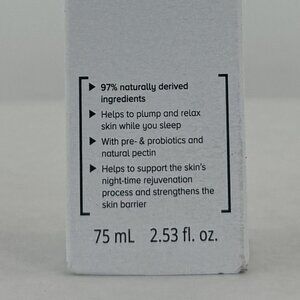 ▶ 97% naturally derived
ingredients
▶ Helps to plump and relax
skin while you sleep
▶ With pre- & probiotics and
natural pectin
▶ Helps to support the skin's
night-time rejuvenation
process and strengthens the
skin barrier
75 mL 2.53 fl. oz.